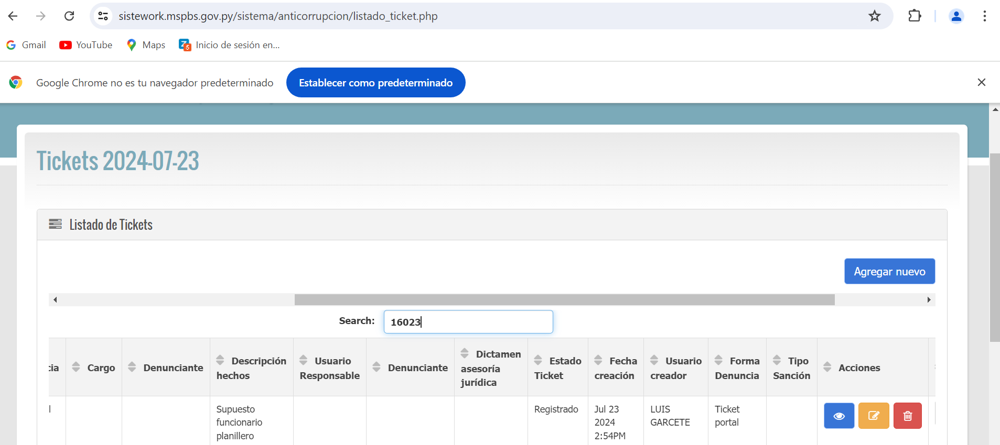 sistework.mspbs.gov.py/sistema/anticorrupcion/listado_ticket.php
Gmail YouTube Maps Inicio de sesión en...
Google Chrome no es tu navegador predeterminado Establecer como predeterminado
Tickets 2024-07-23
Listado de Tickets
Agregar nuevo
Search: 16023
cia
Cargo
Denunciante
Descripción
hechos
Usuario
Responsable
Denunciante
Dictamen
asesoría
jurídica
Estado
Ticket
Fecha
creación
Usuario
creador
Forma
Denuncia
Tipo
Sanción
Acciones
Supuesto
funcionario
planillero
Registrado
Jul 23
2024
2:54PM
LUIS
GARCETE
Ticket
portal